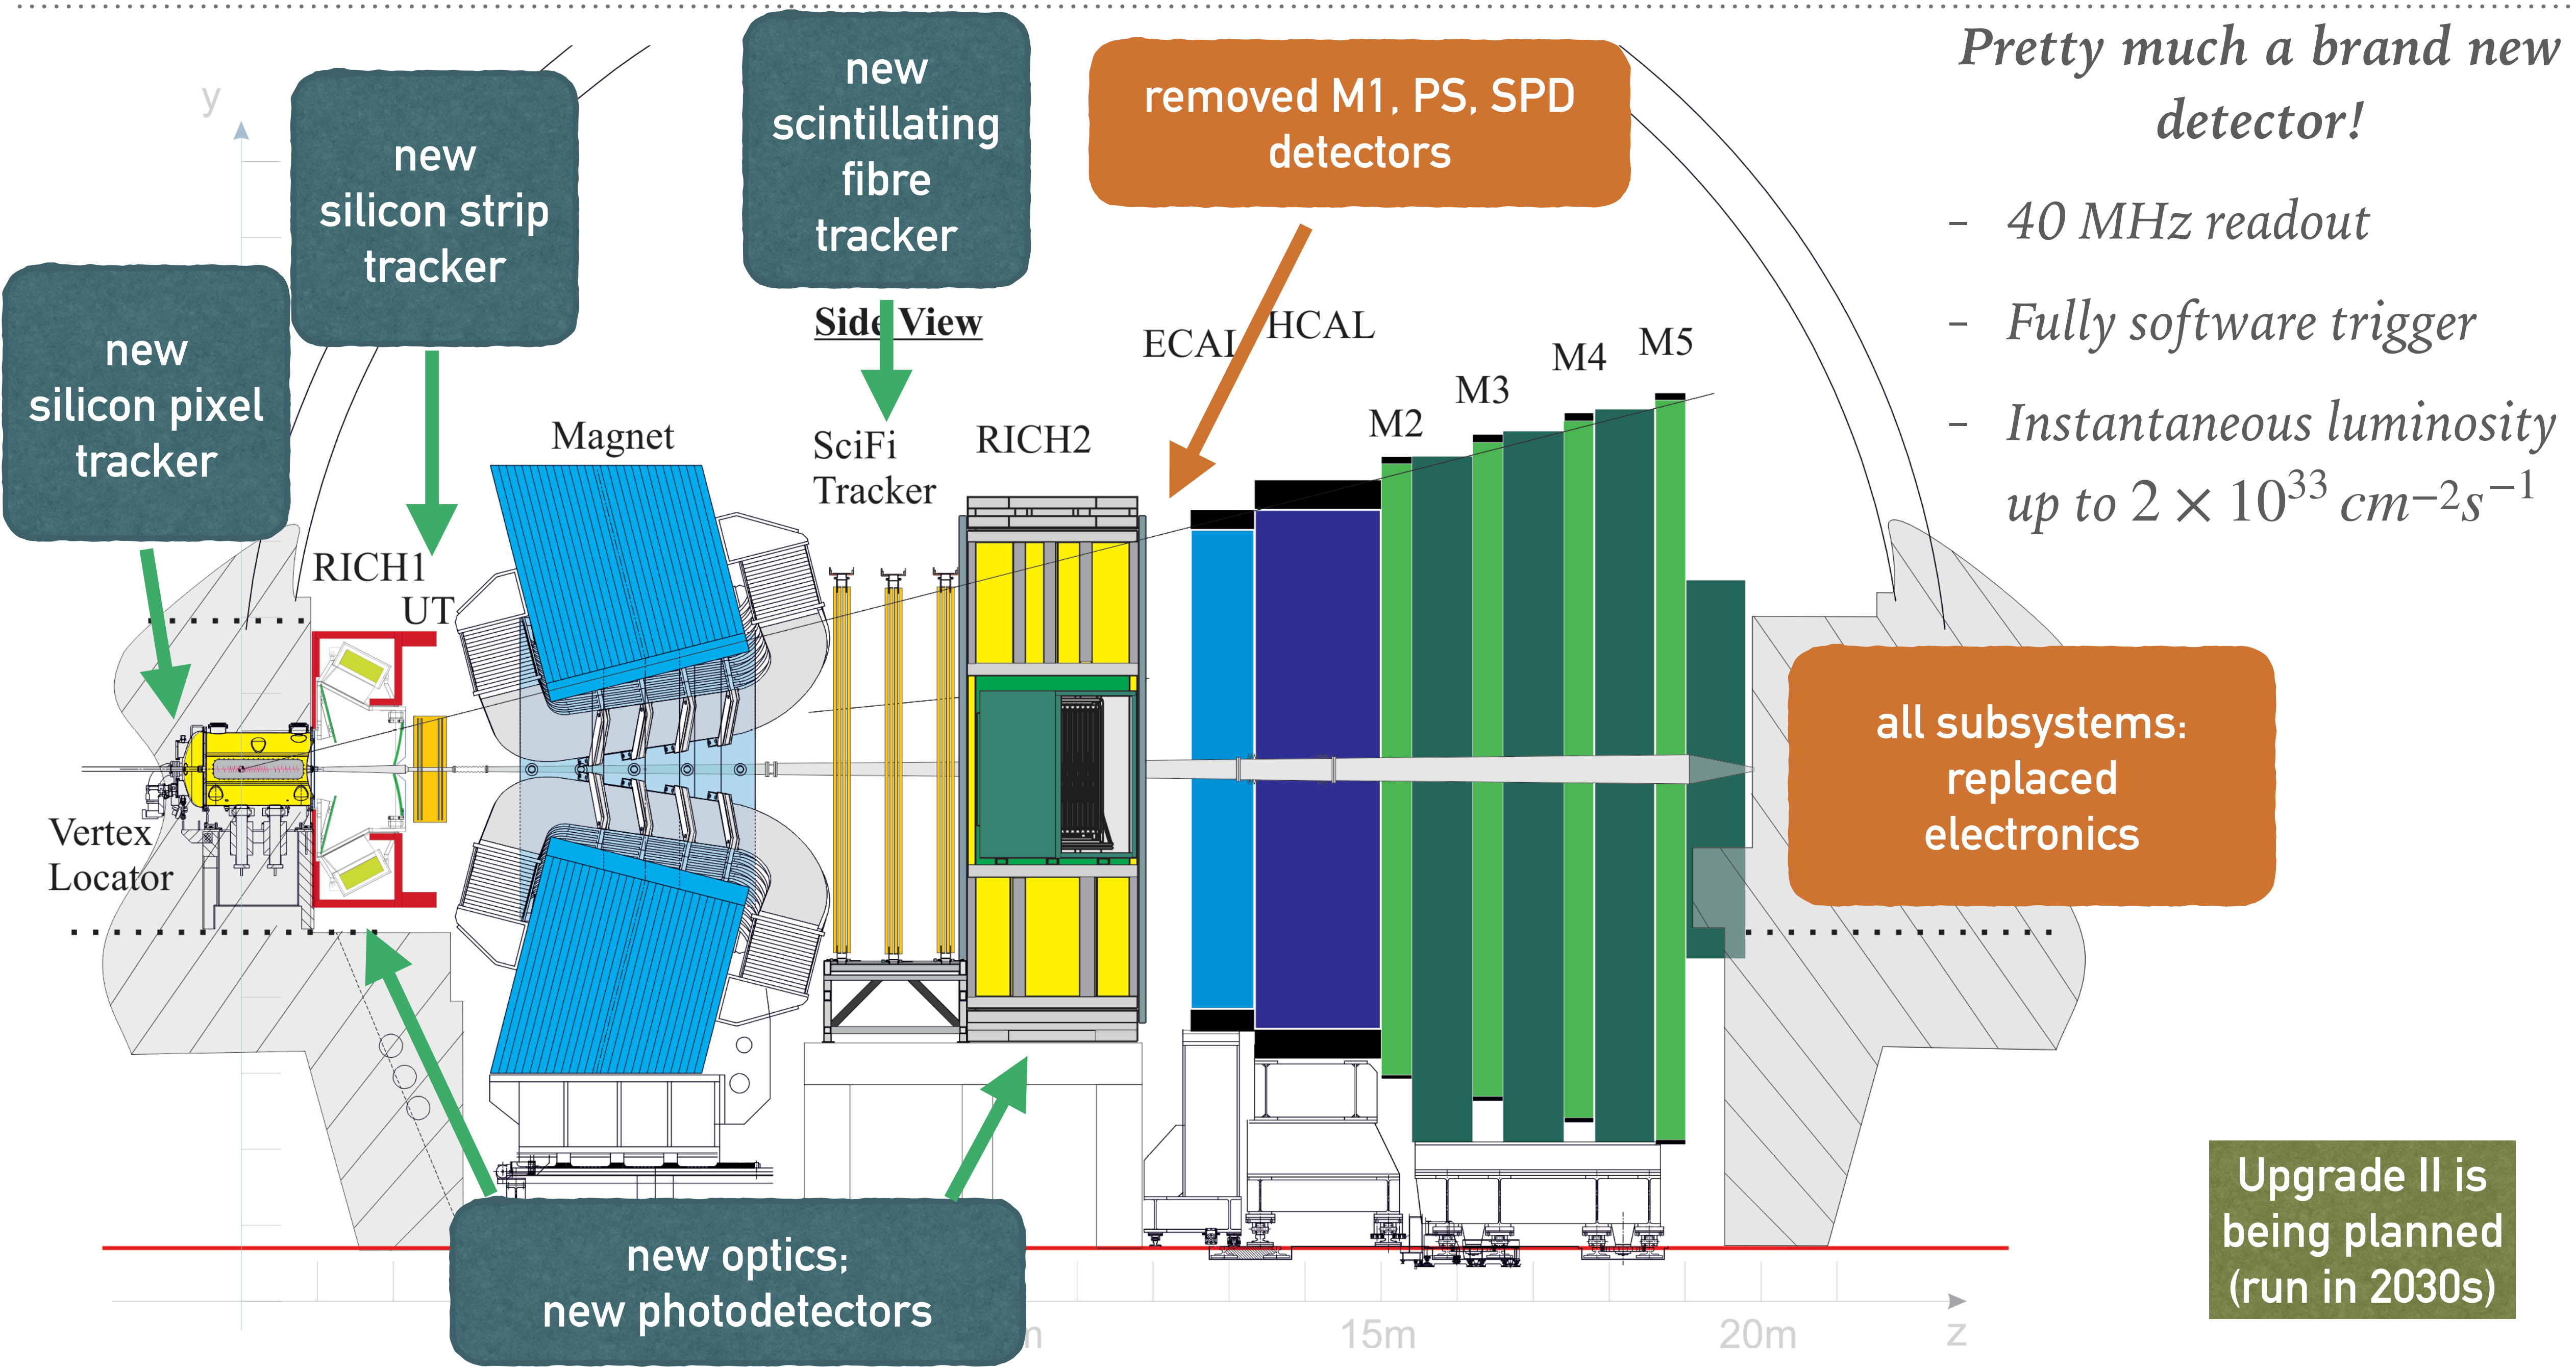 Pretty much a brand new
detector!
- 40 MHz readout
- Fully software trigger
- Instantaneous luminosity
up to 2 × 10³³ cm−2s⁻¹
new
silicon pixel
tracker
new
silicon strip
tracker
new
scintillating
fibre
tracker
removed M1, PS, SPD
detectors
y
Side View
ECAL
HCAL
M2
M3
M4
M5
Magnet
SciFi
Tracker
RICH2
RICH1
UT
Vertex
Locator
all subsystems:
replaced
electronics
new optics;
new photodetectors
Upgrade II is
being planned
(run in 2030s)
m
15m
20m
z